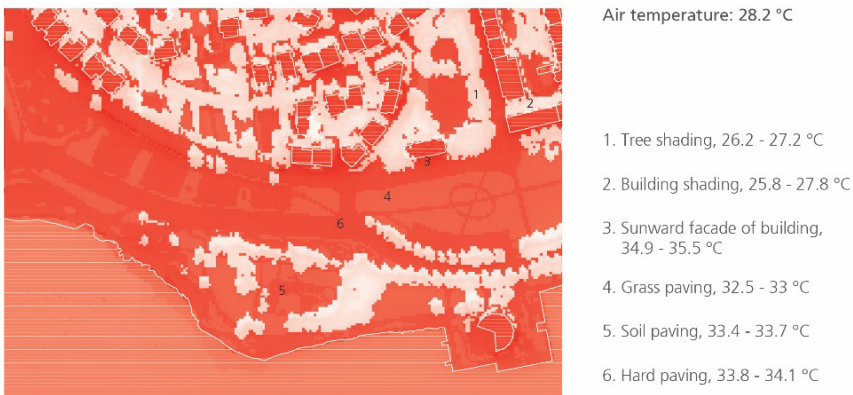 Air temperature: 28.2 °C
1
2
3
4
6
5
1. Tree shading, 26.2 - 27.2 °C
2. Building shading, 25.8 - 27.8 °C
3. Sunward facade of building,
34.9 - 35.5 °C
4. Grass paving, 32.5 - 33 °C
5. Soil paving, 33.4 - 33.7 °C
6. Hard paving, 33.8 - 34.1 °C